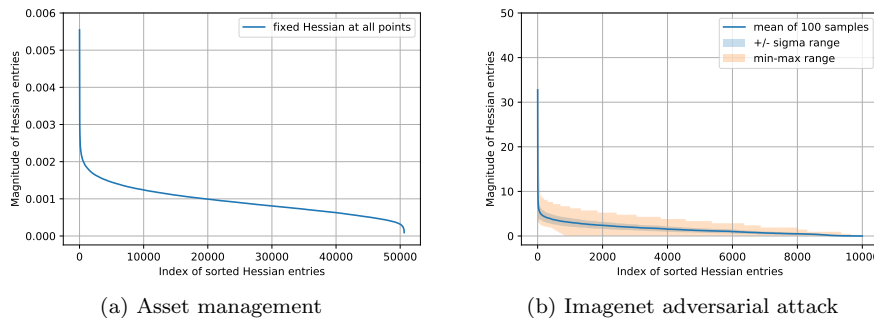 0.006
0.005
0.004
0.003
0.002
0.001
0.000
Magnitude of Hessian entries
fixed Hessian at all points
0 10000 20000 30000 40000 50000
Index of sorted Hessian entries
(a) Asset management
50
40
30
20
10
0
Magnitude of Hessian entries
mean of 100 samples
+/- sigma range
min-max range
0 2000 4000 6000 8000 10000
Index of sorted Hessian entries
(b) Imagenet adversarial attack